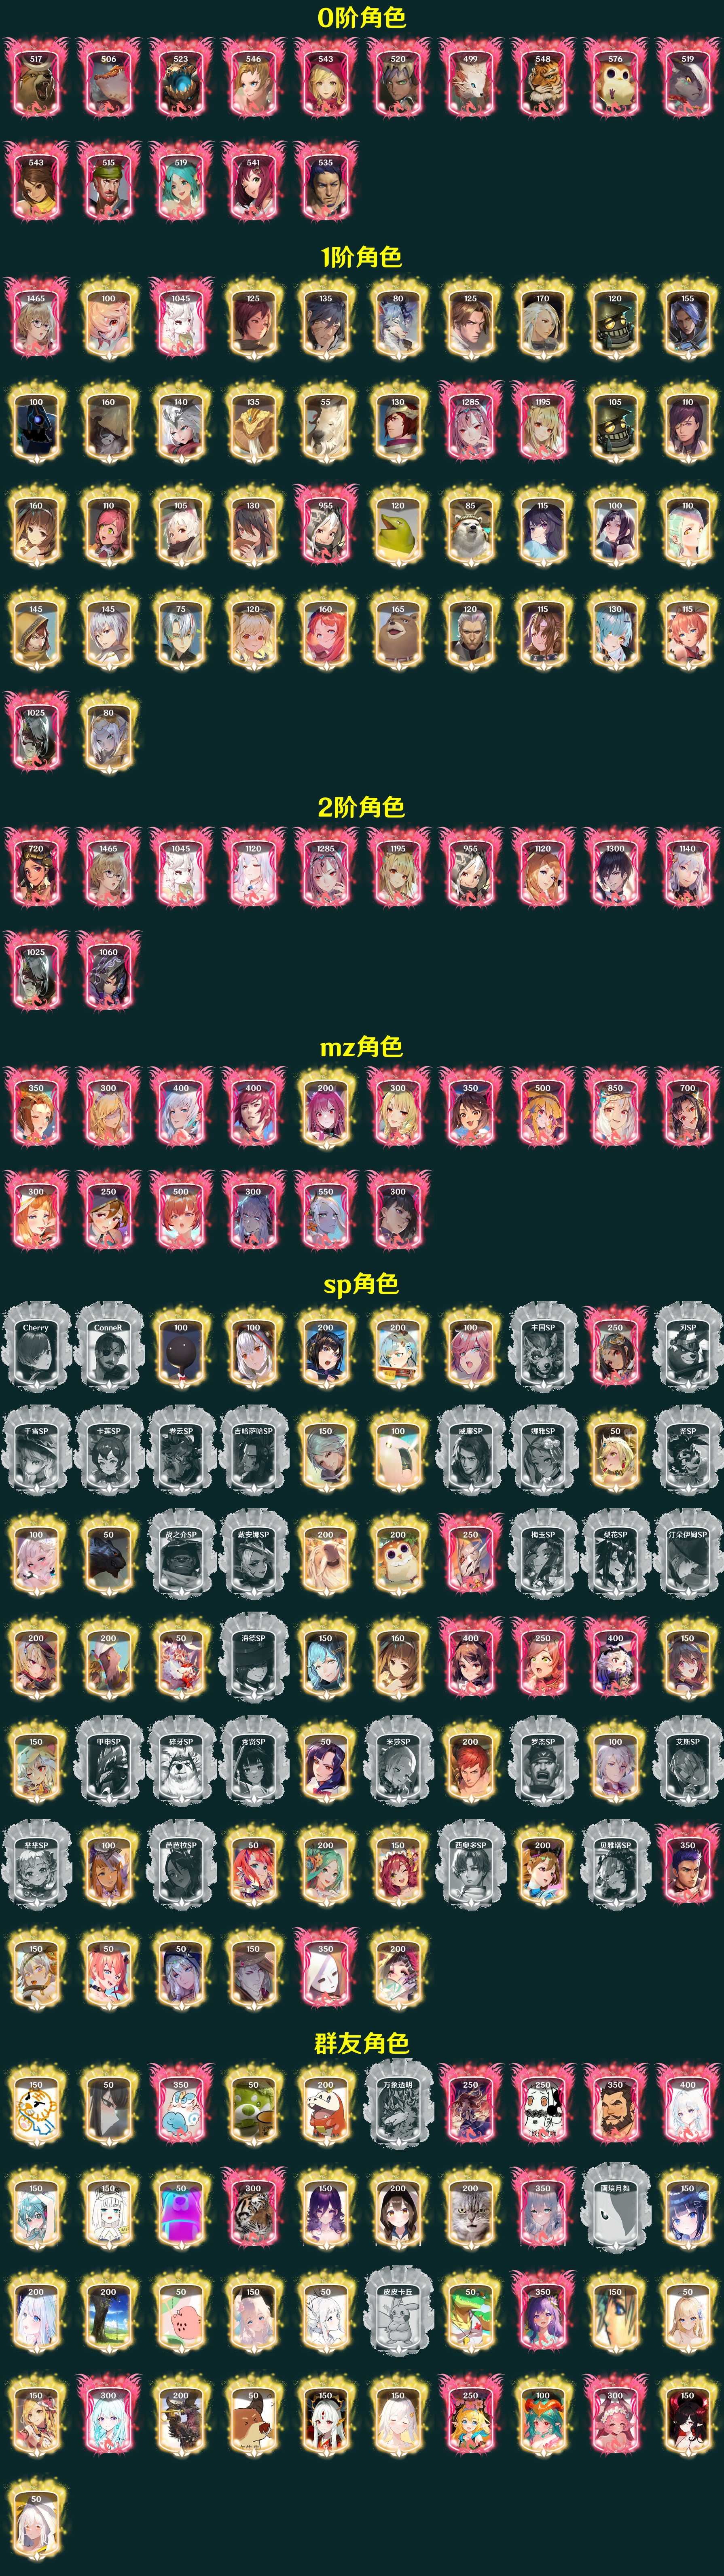 0阶角色
517 506 523 546 543 520 499 548 576 519
543 515 519 541 535
1阶角色
1465 100 1045 125 135 80 125 170 120 155
100 160 140 135 55 130 1285 1195 105 110
160 110 105 130 955 120 85 115 100 110
145 145 75 120 160 165 120 115 130 115
1025 80
2阶角色
720 1465 1045 1120 1285 1195 955 1120 1300 1140
1025 1060
mz角色
350 300 400 400 200 300 350 500 850 700
300 250 500 300 550 300
sp角色
Cherry ConneR 100 100 200 200 100 丰国SP 250 刃SP
千雪SP 卡莲SP 卷云SP 吉哈萨哈SP 150 100 威廉SP 娜雅SP 50 尧SP
100 50 战之介SP 戴安娜SP 200 200 250 梅玉SP 梨花SP 汀朵伊姆SP
200 200 50 海德SP 150 160 400 250 400 150
150 甲申SP 碎牙SP 秀贤SP 50 米莎SP 200 罗杰SP 100 艾斯SP
芈芈SP 100 芭芭拉SP 50 200 150 西奥多SP 200 贝雅塔SP 350
150 50 50 150 350 200
群友角色
150 50 350 50 200 万象透明 250 250 350 400
150 150 50 300 150 200 200 350 画境月舞 150
200 200 50 150 50 皮皮卡丘 50 350 150 50
150 300 200 50 150 150 250 100 300 150
50